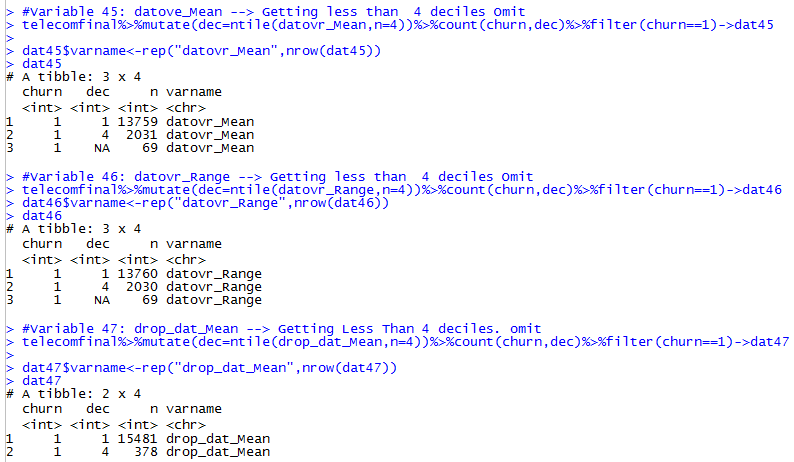 > #Variable 45: datove_Mean --> Getting less than  4 deciles Omit
> telecomfinal%>%mutate(dec=ntile(datovr_Mean,n=4))%>%count(churn,dec)%>%filter(churn==1)->dat45
>
> dat45$varname<-rep("datovr_Mean",nrow(dat45))
> dat45
# A tibble: 3 x 4
  churn   dec     n varname
  <int> <int> <int> <chr>
1     1     1 13759 datovr_Mean
2     1     4  2031 datovr_Mean
3     1    NA    69 datovr_Mean
> #Variable 46: datovr_Range --> Getting less than  4 deciles Omit
> telecomfinal%>%mutate(dec=ntile(datovr_Range,n=4))%>%count(churn,dec)%>%filter(churn==1)->dat46
> dat46$varname<-rep("datovr_Range",nrow(dat46))
> dat46
# A tibble: 3 x 4
  churn   dec     n varname
  <int> <int> <int> <chr>
1     1     1 13760 datovr_Range
2     1     4  2030 datovr_Range
3     1    NA    69 datovr_Range
> #Variable 47: drop_dat_Mean --> Getting Less Than 4 deciles. omit
> telecomfinal%>%mutate(dec=ntile(drop_dat_Mean,n=4))%>%count(churn,dec)%>%filter(churn==1)->dat47
>
> dat47$varname<-rep("drop_dat_Mean",nrow(dat47))
> dat47
# A tibble: 2 x 4
  churn   dec     n varname
  <int> <int> <int> <chr>
1     1     1 15481 drop_dat_Mean
2     1     4   378 drop_dat_Mean